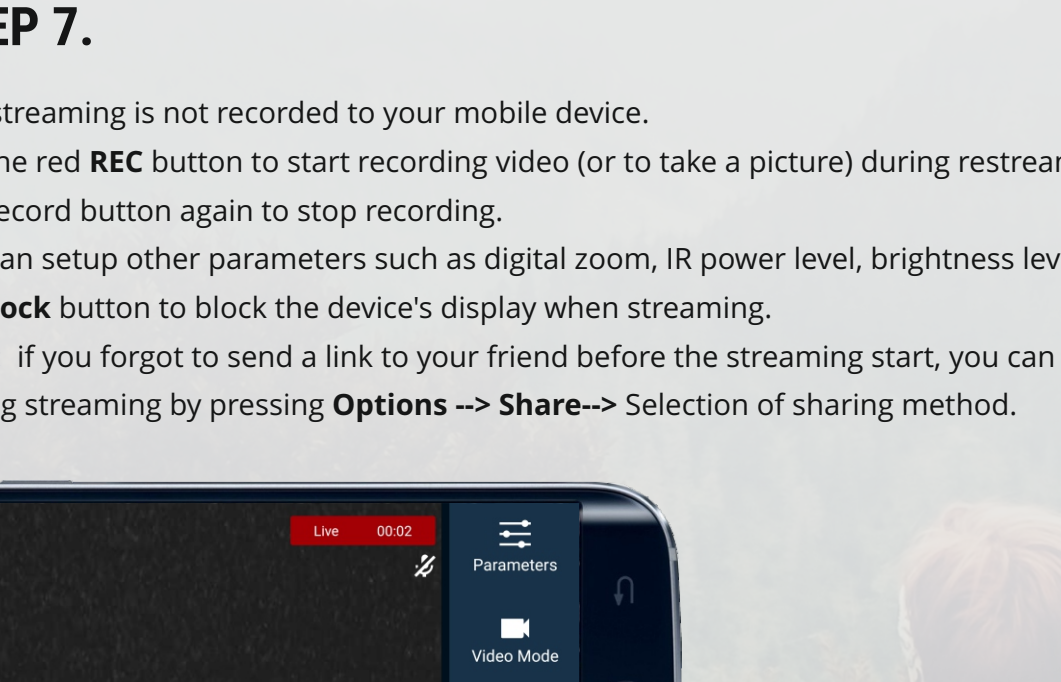 EP 7.
streaming is not recorded to your mobile device.
he red REC button to start recording video (or to take a picture) during restrear
ecord button again to stop recording.
an setup other parameters such as digital zoom, IR power level, brightness lev
ock button to block the device's display when streaming.
if you forgot to send a link to your friend before the streaming start, you can
g streaming by pressing Options --> Share--> Selection of sharing method.
Live 00:02
Parameters
Video Mode